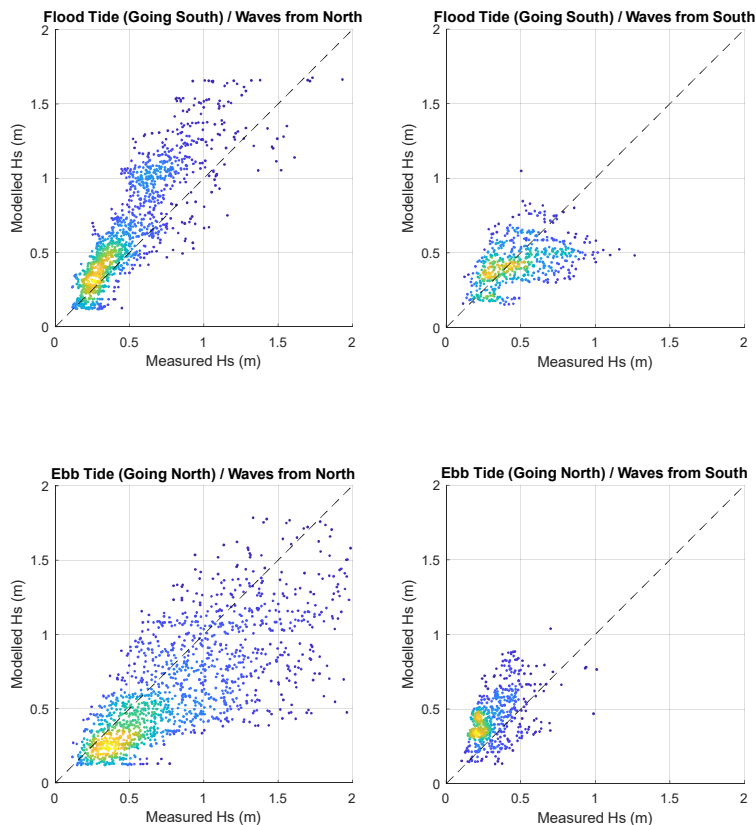 Flood Tide (Going South) / Waves from North
2
1.5
1
0.5
0
Modelled Hs (m)
0 0.5 1 1.5 2
Measured Hs (m)
Flood Tide (Going South) / Waves from South
2
1.5
1
0.5
0
Modelled Hs (m)
0 0.5 1 1.5 2
Measured Hs (m)
Ebb Tide (Going North) / Waves from North
2
1.5
1
0.5
0
Modelled Hs (m)
0 0.5 1 1.5 2
Measured Hs (m)
Ebb Tide (Going North) / Waves from South
2
1.5
1
0.5
0
Modelled Hs (m)
0 0.5 1 1.5 2
Measured Hs (m)